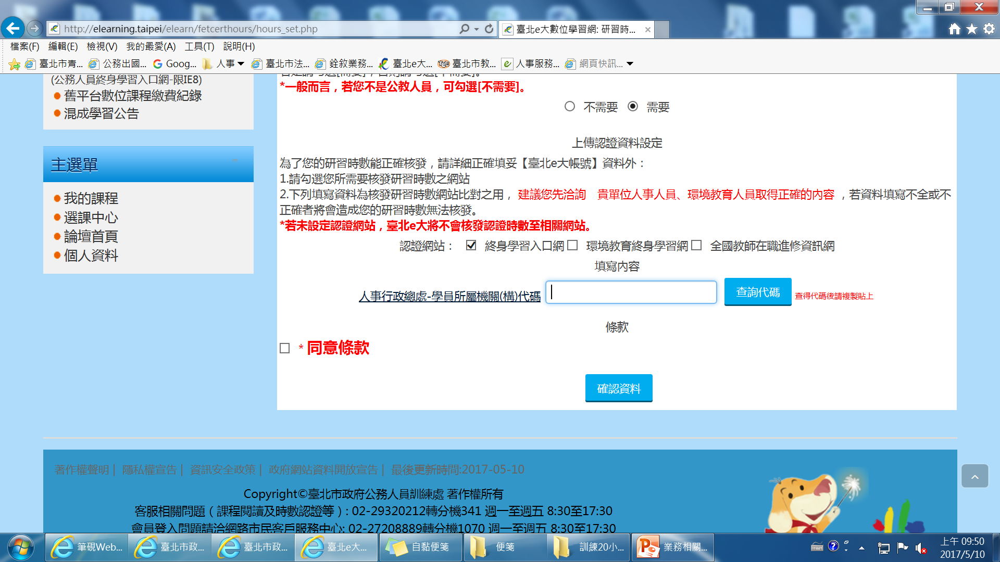 http://elearning.taipei/elearn/fetcerthours/hours_set.php
臺北e大數位學習網: 研習時...
檔案(F) 編輯(E) 檢視(V) 我的最愛(A) 工具(T) 說明(H)
臺北市青... 公務出國... Goog... 人事 臺北市法... 銓敘業務... 臺北e大... 臺北市教... 人事服務... 網頁快訊...
(公務人員終身學習入口網-限IE8)
舊平台數位課程繳費紀錄
混成學習公告
主選單
我的課程
選課中心
論壇首頁
個人資料
*一般而言，若您不是公教人員，可勾選[不需要]。
不需要 需要
上傳認證資料設定
為了您的研習時數能正確核發，請詳細正確填妥【臺北e大帳號】資料外：
1.請勾選您所需要核發研習時數之網站
2.下列填寫資料為核發研習時數網站比對之用， 建議您先洽詢 貴單位人事人員、環境教育人員取得正確的內容 ，若資料填寫不全或不
正確者將會造成您的研習時數無法核發。
*若未設定認證網站，臺北e大將不會核發認證時數至相關網站。
認證網站： 終身學習入口網 環境教育終身學習網 全國教師在職進修資訊網
填寫內容
人事行政總處-學員所屬機關(構)代碼 查詢代碼 查得代碼後請複製貼上
條款
* 同意條款
確認資料
著作權聲明 | 隱私權宣告 | 資訊安全政策 | 政府網站資料開放宣告 | 最後更新時間:2017-05-10
Copyright©臺北市政府公務人員訓練處 著作權所有
客服相關問題（課程閱讀及時數認證等）: 02-29320212轉分機341 週一至週五 8:30至17:30
會員登入問題請洽網路市民客戶服務中心: 02-27208889轉分機1070 週一至週五 8:30至17:30
筆硯Web... 臺北市政... 臺北市政... 臺北e大... 自黏便箋 便箋 訓練20小... 業務相關...
上午 09:50
2017/5/10